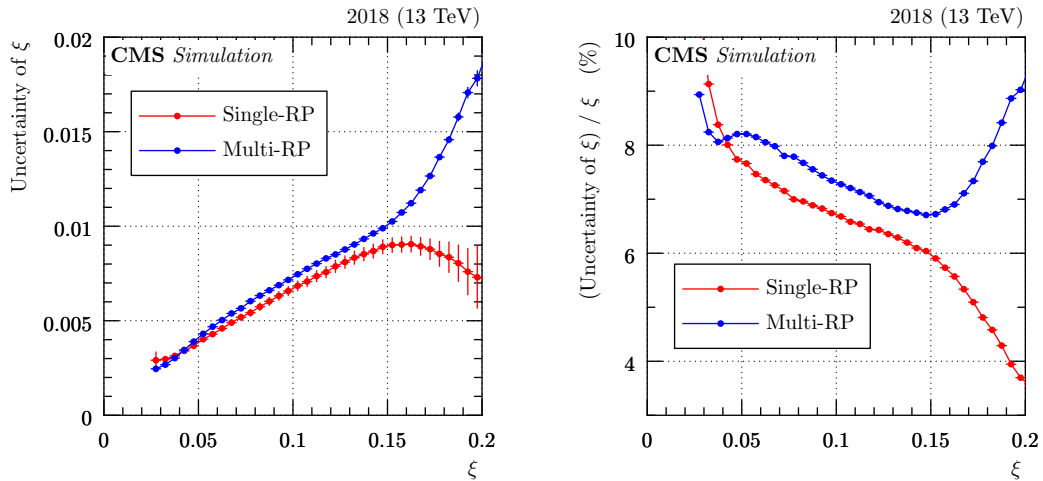 2018 (13 TeV)
CMS Simulation
Uncertainty of ξ
0.02
0.015
0.01
0.005
0
Single-RP
Multi-RP
0 0.05 0.1 0.15 0.2
ξ
2018 (13 TeV)
CMS Simulation
(Uncertainty of ξ) / ξ (%)
10
8
6
4
Single-RP
Multi-RP
0 0.05 0.1 0.15 0.2
ξ